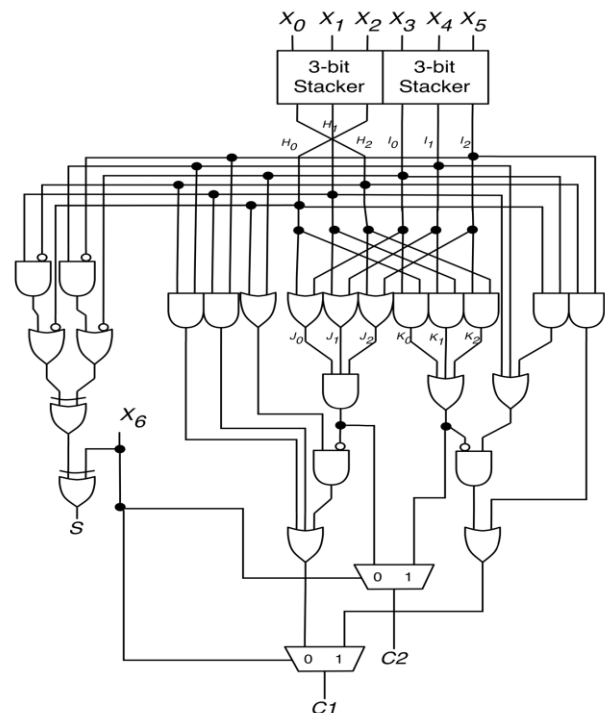 X0 X1 X2 X3 X4 X5
3-bit Stacker
3-bit Stacker
H1
H0 H2 I0 I1 I2
J0 J1 J2 K0 K1 K2
X6
S
0 1
0 1
C2
C1